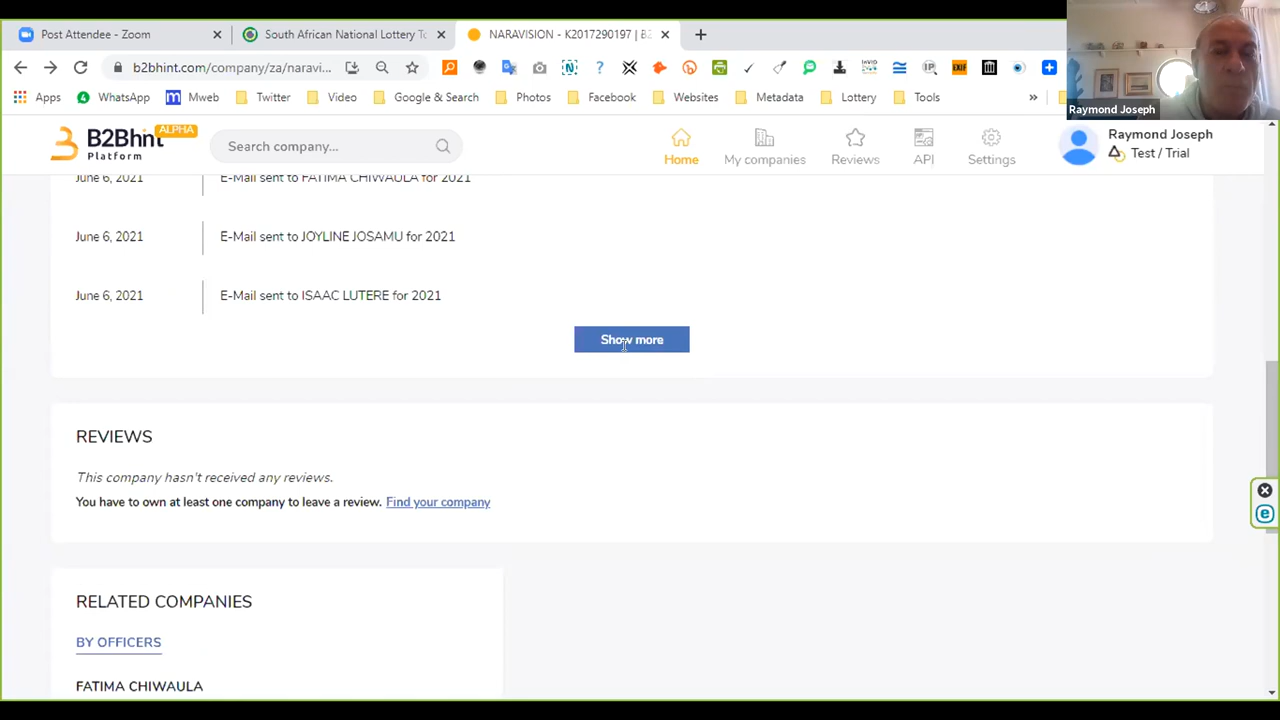 Post Attendee - Zoom
South African National Lottery To
NARAVISION - K2017290197 | B2
b2bhint.com/company/za/naravi...
Apps
WhatsApp
Mweb
Twitter
Video
Google & Search
Photos
Facebook
Websites
Metadata
Lottery
Tools
Raymond Joseph
B2Bhint
ALPHA
Platform
Search company...
Home
My companies
Reviews
API
Settings
Raymond Joseph
Test / Trial
June 6, 2021
E-Mail sent to FATIMA CHIWAULA for 2021
June 6, 2021
E-Mail sent to JOYLINE JOSAMU for 2021
June 6, 2021
E-Mail sent to ISAAC LUTERE for 2021
Show more
REVIEWS
This company hasn't received any reviews.
You have to own at least one company to leave a review. Find your company
RELATED COMPANIES
BY OFFICERS
FATIMA CHIWAULA